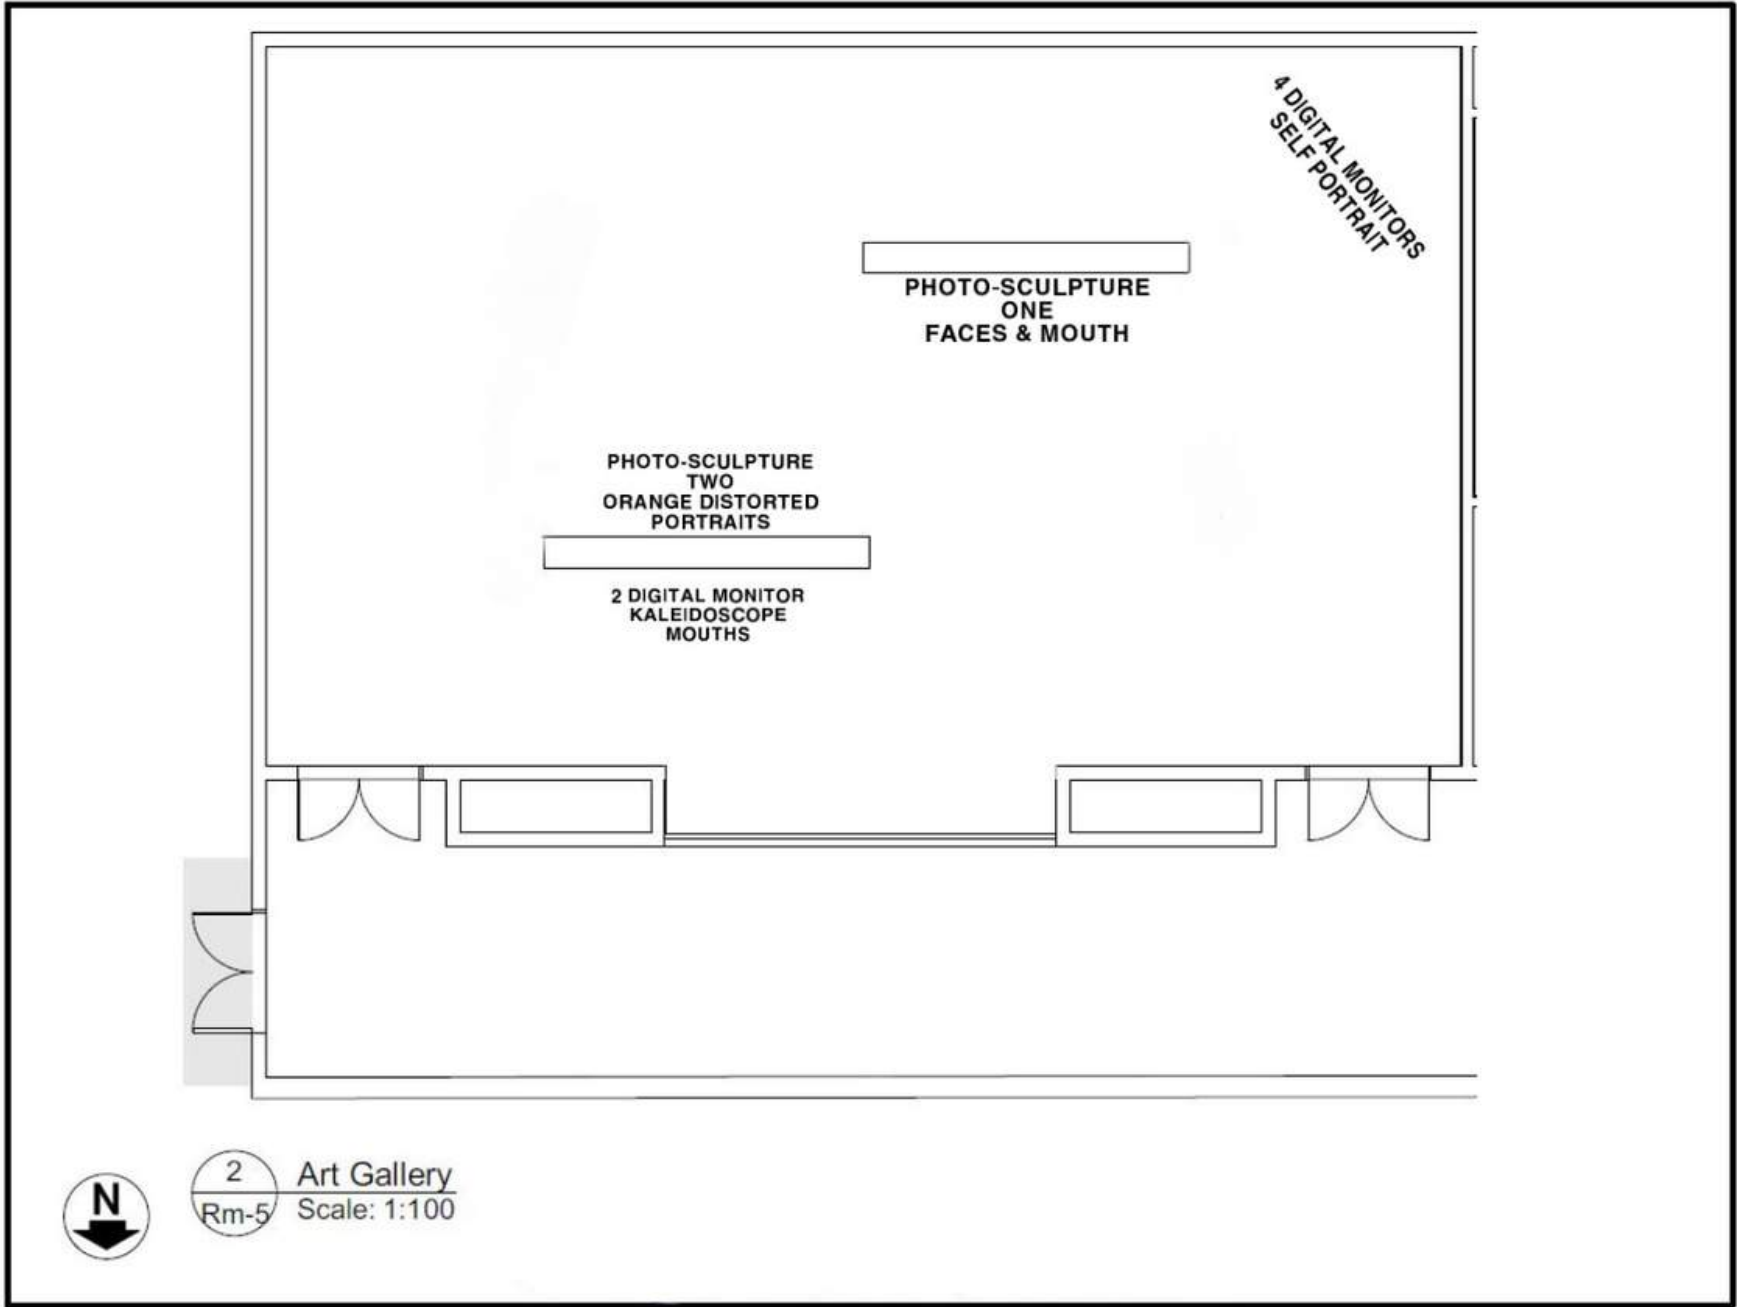 4 DIGITAL MONITORS
SELF PORTRAIT
PHOTO-SCULPTURE
ONE
FACES & MOUTH
PHOTO-SCULPTURE
TWO
ORANGE DISTORTED
PORTRAITS
2 DIGITAL MONITOR
KALEIDOSCOPE
MOUTHS
N
2
Rm-5
Art Gallery
Scale: 1:100